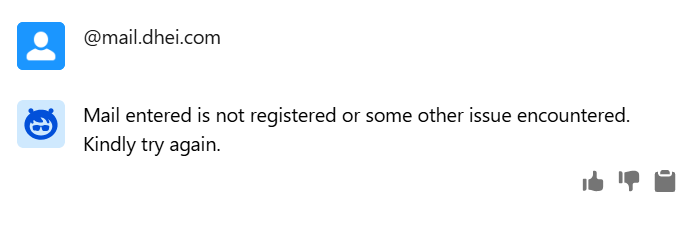 @mail.dhei.com
Mail entered is not registered or some other issue encountered.
Kindly try again.